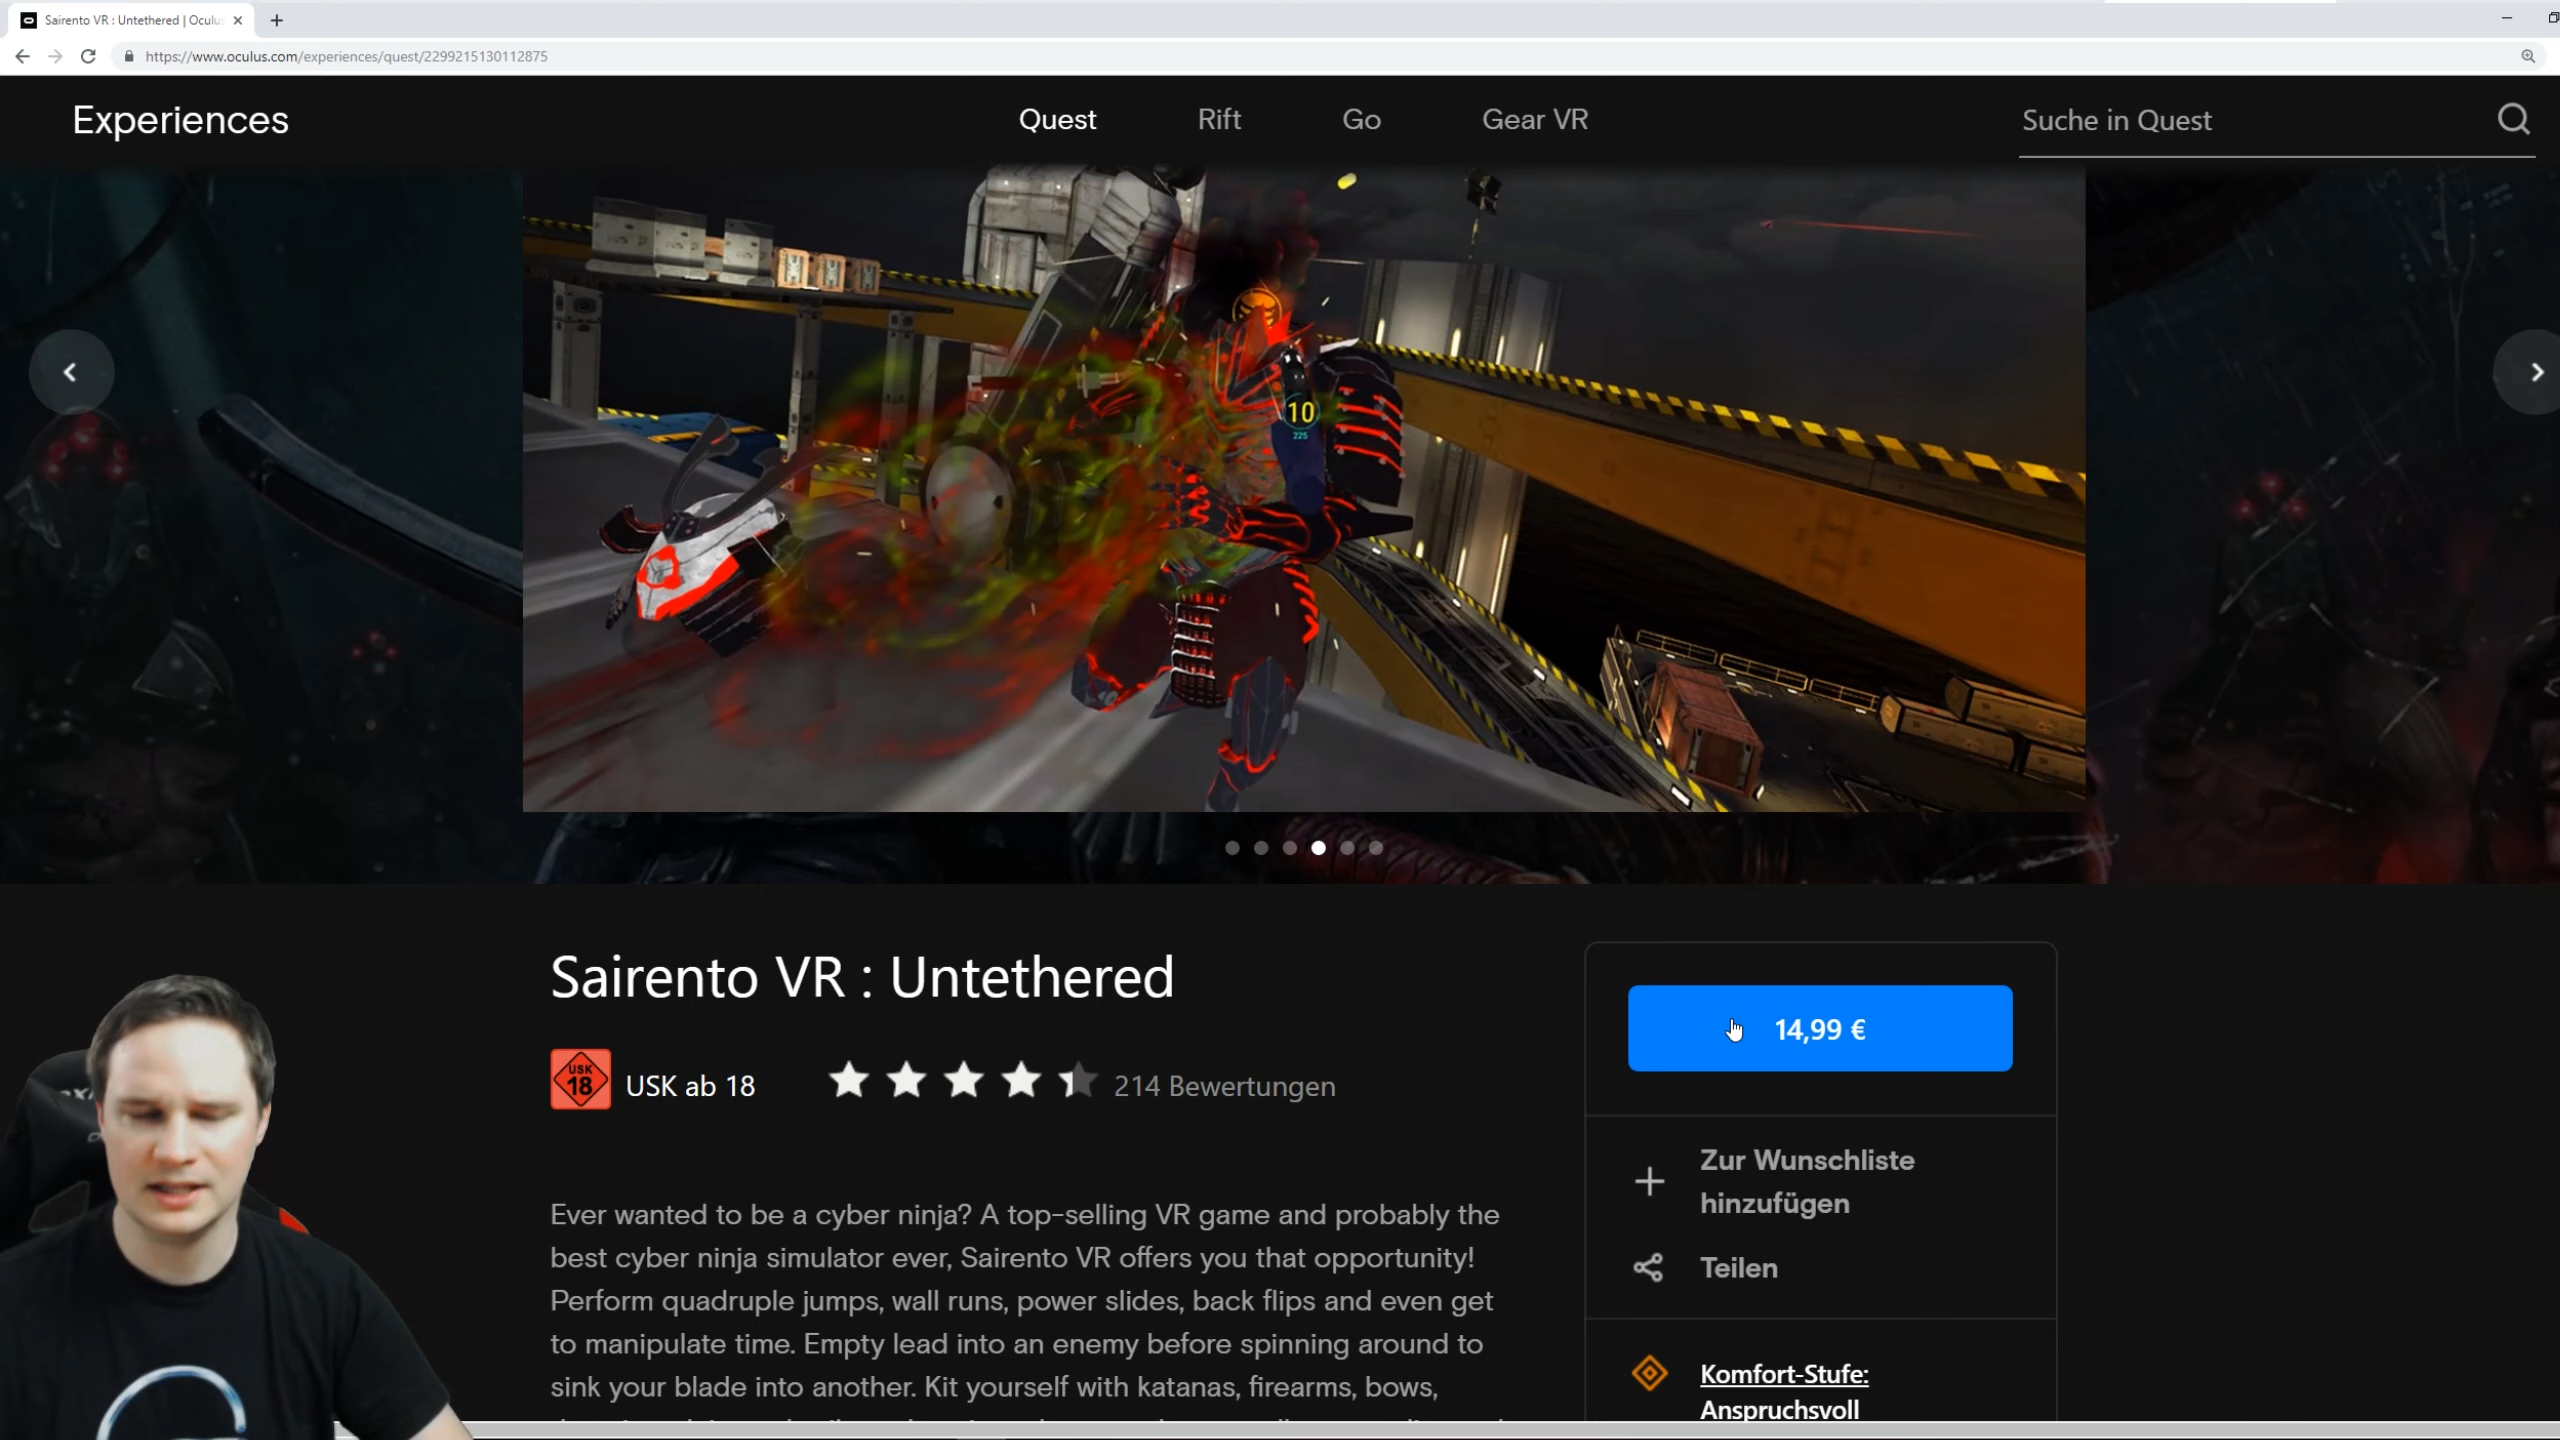 Sairento VR : Untethered | Oculu
https://www.oculus.com/experiences/quest/2299215130112875
Experiences
Quest
Rift
Go
Gear VR
Suche in Quest
10
225
Sairento VR : Untethered
14,99 €
USK
18
USK ab 18
214 Bewertungen
Zur Wunschliste
hinzufügen
Teilen
Ever wanted to be a cyber ninja? A top-selling VR game and probably the
best cyber ninja simulator ever, Sairento VR offers you that opportunity!
Perform quadruple jumps, wall runs, power slides, back flips and even get
to manipulate time. Empty lead into an enemy before spinning around to
sink your blade into another. Kit yourself with katanas, firearms, bows,
Komfort-Stufe:
Anspruchsvoll